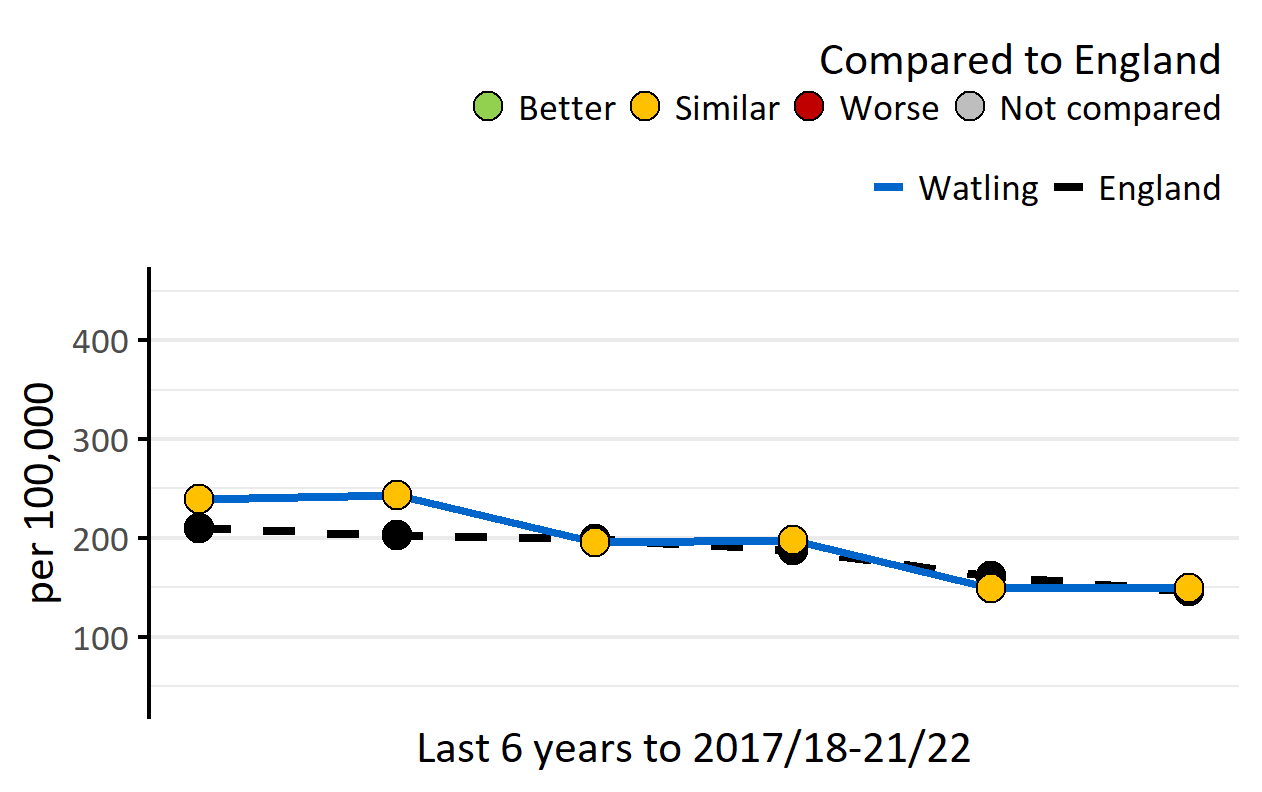 Compared to England
Better Similar Worse Not compared
Watling England
400
300
200
100
per 100,000
Last 6 years to 2017/18-21/22